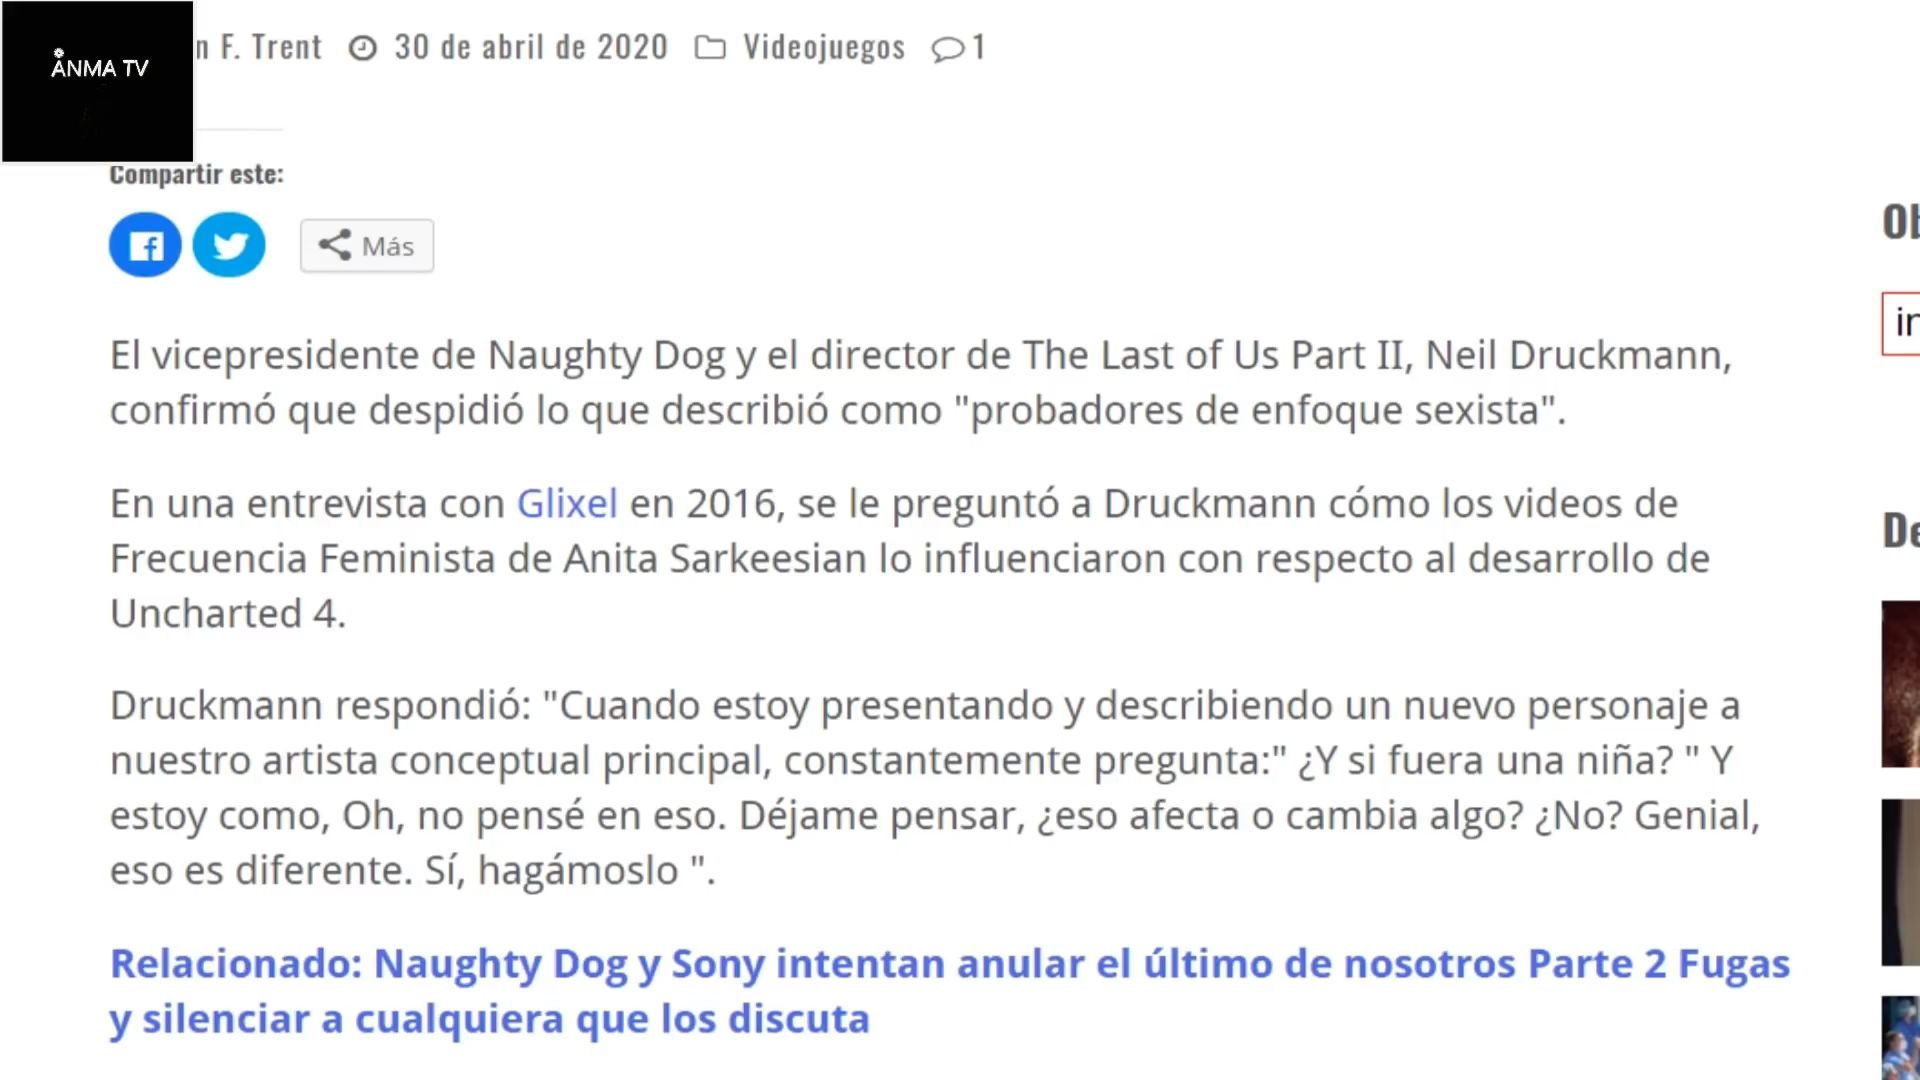 ÅNMA TV
n F. Trent 30 de abril de 2020 Videojuegos 1
Compartir este:
Más
El vicepresidente de Naughty Dog y el director de The Last of Us Part II, Neil Druckmann,
confirmó que despidió lo que describió como "probadores de enfoque sexista".
En una entrevista con Glixel en 2016, se le preguntó a Druckmann cómo los videos de
Frecuencia Feminista de Anita Sarkeesian lo influenciaron con respecto al desarrollo de
Uncharted 4.
Druckmann respondió: "Cuando estoy presentando y describiendo un nuevo personaje a
nuestro artista conceptual principal, constantemente pregunta:" ¿Y si fuera una niña? " Y
estoy como, Oh, no pensé en eso. Déjame pensar, ¿eso afecta o cambia algo? ¿No? Genial,
eso es diferente. Sí, hagámoslo ".
Relacionado: Naughty Dog y Sony intentan anular el último de nosotros Parte 2 Fugas
y silenciar a cualquiera que los discuta